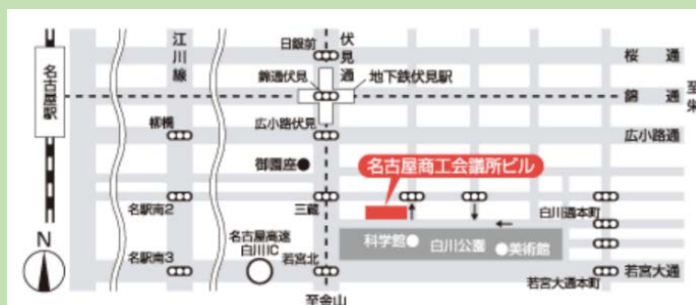 日銀前
伏見通
江川線
桜通
名古屋駅
錦通伏見
地下鉄伏見駅
錦通
至栄
柳橋
広小路伏見
広小路通
御園座
名古屋商工会議所ビル
名駅南2
三蔵
白川通本町
N
名古屋高速
白川IC
科学館
白川公園
美術館
名駅南3
若宮北
若宮大通
若宮大通本町
至金山